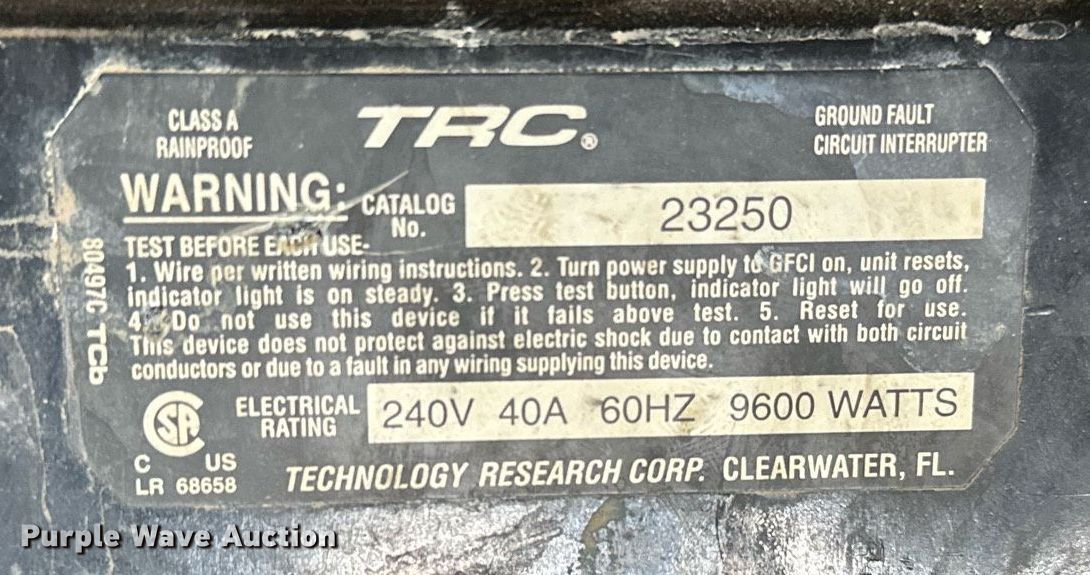 CLASS A
RAINPROOF
TRC®
GROUND FAULT
CIRCUIT INTERRUPTER
WARNING:
CATALOG
No.
23250
TEST BEFORE EACH USE-
1. Wire per written wiring instructions. 2. Turn power supply to GFCI on, unit resets,
indicator light is on steady. 3. Press test button, indicator light will go off.
4. Do not use this device if it fails above test. 5. Reset for use.
This device does not protect against electric shock due to contact with both circuit
conductors or due to a fault in any wiring supplying this device.
80497C TCb
SA
C US
LR 68658
ELECTRICAL
RATING
240V 40A 60HZ 9600 WATTS
TECHNOLOGY RESEARCH CORP. CLEARWATER, FL.
Purple Wave Auction